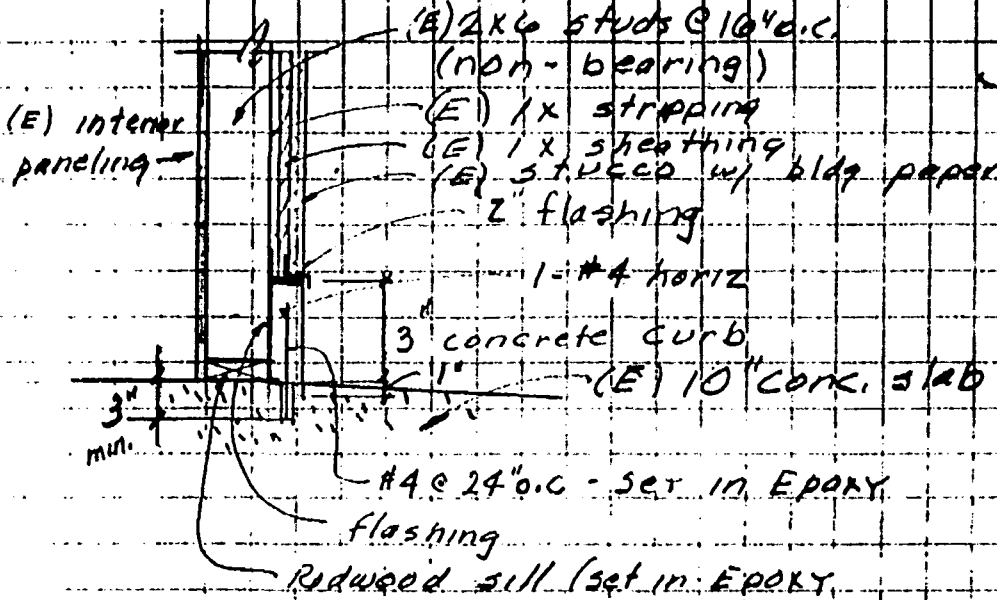 (E) 2x6 studs @ 16" o.c.
(non-bearing)
(E) interior
paneling
(E) 1x stripping
(E) 1x sheathing
(E) stucco w/ bldg paper
2" flashing
1-#4 horiz
3" concrete curb
1"
(E) 10" conc. slab
3"
min.
#4 @ 24" o.c - set in Epoxy
flashing
Redwood sill (set in Epoxy